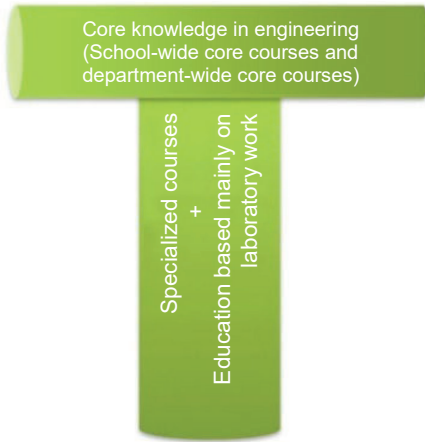 Core knowledge in engineering
(School-wide core courses and
department-wide core courses)
Specialized courses
+
Education based mainly on
laboratory work